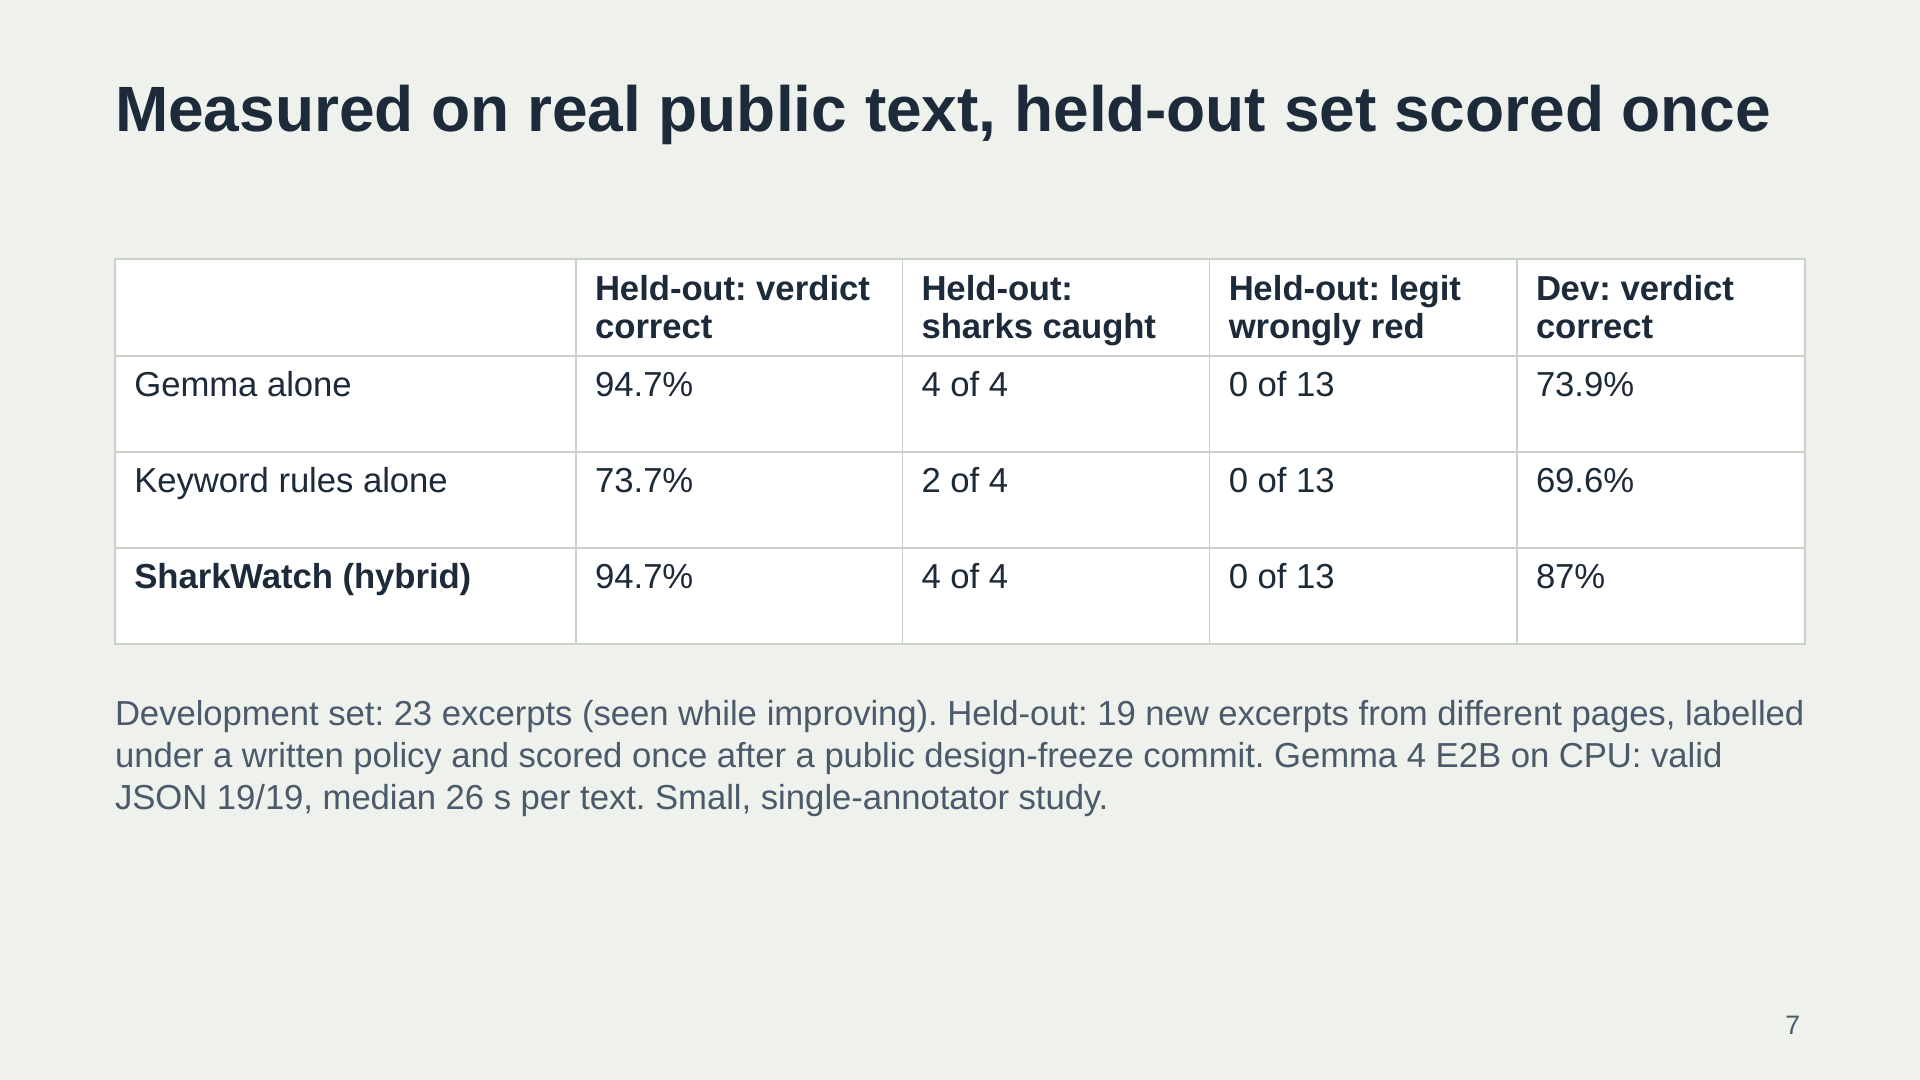 Measured on real public text, held-out set scored once
Held-out: verdict correct
Held-out: sharks caught
Held-out: legit wrongly red
Dev: verdict correct
Gemma alone
94.7%
4 of 4
0 of 13
73.9%
Keyword rules alone
73.7%
2 of 4
0 of 13
69.6%
SharkWatch (hybrid)
94.7%
4 of 4
0 of 13
87%
Development set: 23 excerpts (seen while improving). Held-out: 19 new excerpts from different pages, labelled
under a written policy and scored once after a public design-freeze commit. Gemma 4 E2B on CPU: valid
JSON 19/19, median 26 s per text. Small, single-annotator study.
7